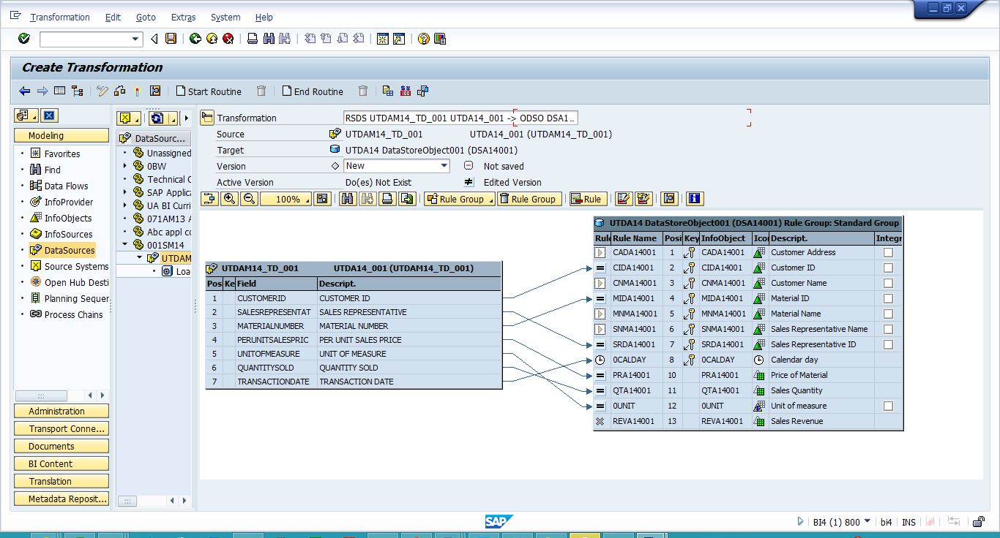 Transformation Edit Goto Extras System Help
Create Transformation
Start Routine End Routine
Modeling
Favorites
Find
Data Flows
InfoProvider
InfoObjects
InfoSources
DataSources
Source Systems
Open Hub Desti
Planning Sequer
Process Chains
Administration
Transport Conne...
Documents
BI Content
Translation
Metadata Reposit...
DataSourc...
Unassigned
0BW
Technical C
SAP Applic
UA BI Curri
071AM13 A
Abc appl co
001SM14
UTDAM
Loa
Transformation RSDS UTDAM14_TD_001 UTDA14_001 -> ODSO DSA1...
Source UTDAM14_TD_001 UTDA14_001 (UTDAM14_TD_001)
Target UTDA14 DataStoreObject001 (DSA14001)
Version New Not saved
Active Version Do(es) Not Exist Edited Version
100% Rule Group Rule Group Rule
UTDAM14_TD_001 UTDA14_001 (UTDAM14_TD_001)
Pos Ke Field Descript.
1 CUSTOMERID CUSTOMER ID
2 SALESREPRESENTAT SALES REPRESENTATIVE
3 MATERIALNUMBER MATERIAL NUMBER
4 PERUNITSALESPRIC PER UNIT SALES PRICE
5 UNITOFMEASURE UNIT OF MEASURE
6 QUANTITYSOLD QUANTITY SOLD
7 TRANSACTIONDATE TRANSACTION DATE
UTDA14 DataStoreObject001 (DSA14001) Rule Group: Standard Group
Rule Rule Name Posi Key InfoObject Icon Descript. Integr
CADA14001 1 CADA14001 Customer Address
CIDA14001 2 CIDA14001 Customer ID
CNMA14001 3 CNMA14001 Customer Name
MIDA14001 4 MIDA14001 Material ID
MNMA14001 5 MNMA14001 Material Name
SNMA14001 6 SNMA14001 Sales Representative Name
SRDA14001 7 SRDA14001 Sales Representative ID
0CALDAY 8 0CALDAY Calendar day
PRA14001 10 PRA14001 Price of Material
QTA14001 11 QTA14001 Sales Quantity
0UNIT 12 0UNIT Unit of measure
REVA14001 13 REVA14001 Sales Revenue
SAP BI4 (1) 800 bi4 INS